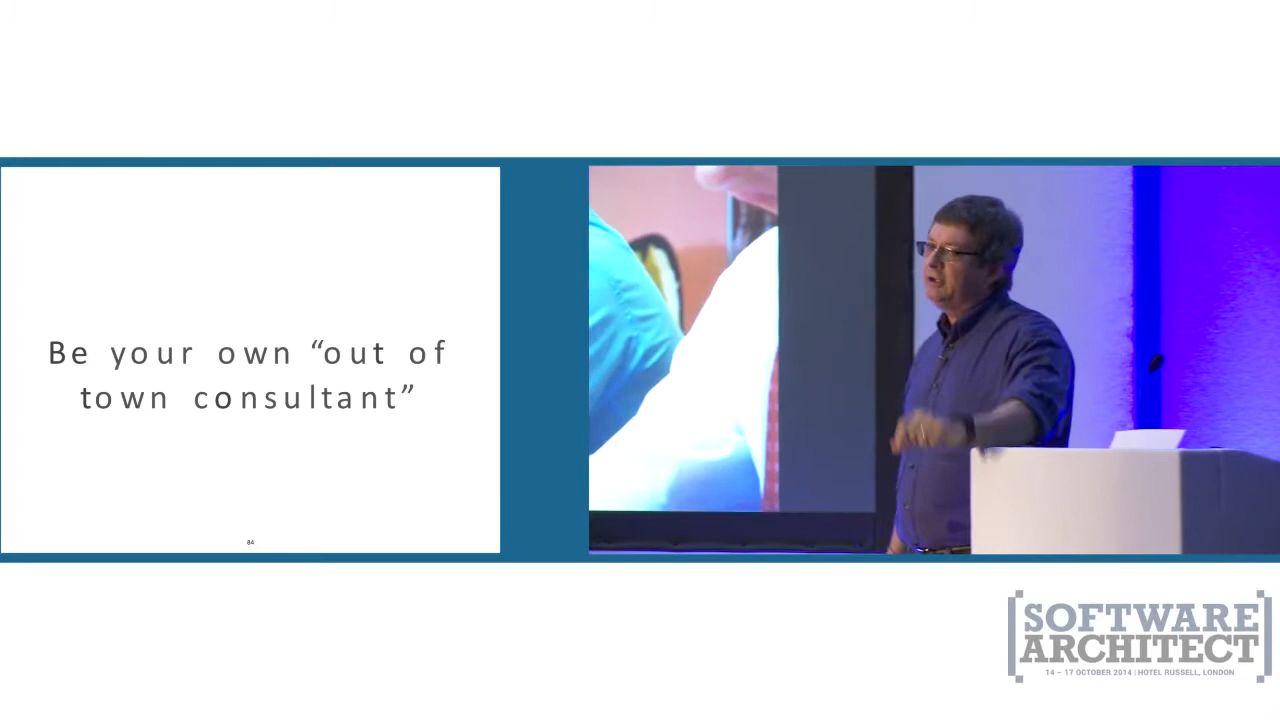 Be your own “out of
town consultant”
84
SOFTWARE
ARCHITECT
14 – 17 OCTOBER 2014 | HOTEL RUSSELL, LONDON